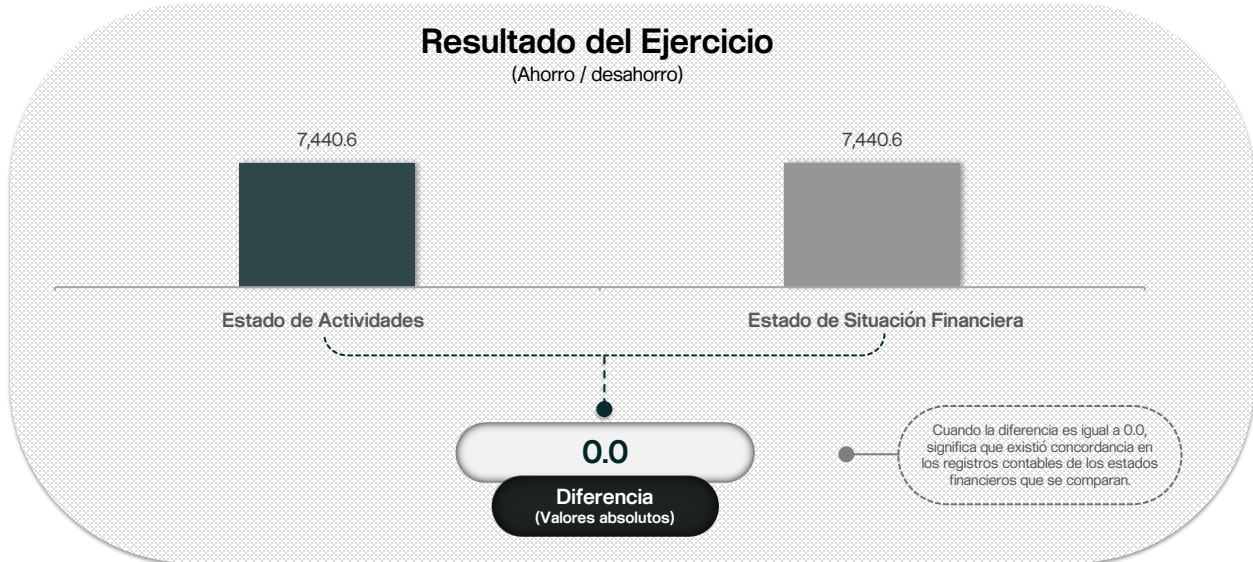 Resultado del Ejercicio
(Ahorro / desahorro)
7,440.6
7,440.6
Estado de Actividades
Estado de Situación Financiera
0.0
Diferencia
(Valores absolutos)
Cuando la diferencia es igual a 0.0,
significa que existió concordancia en
los registros contables de los estados
financieros que se comparan.